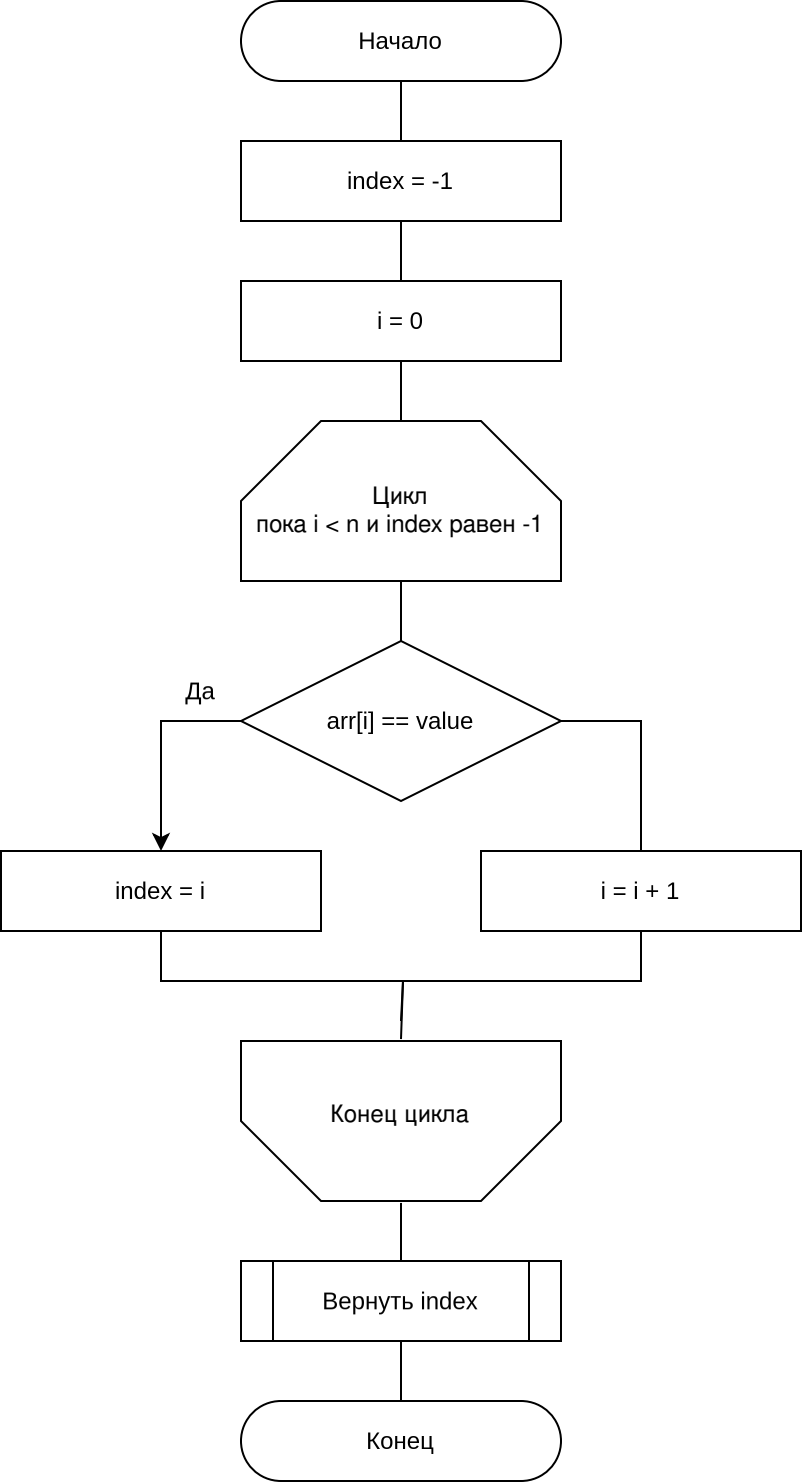 Начало
index = -1
i = 0
Цикл
пока i < n и index равен -1
Да
arr[i] == value
index = i
i = i + 1
Конец цикла
Вернуть index
Конец